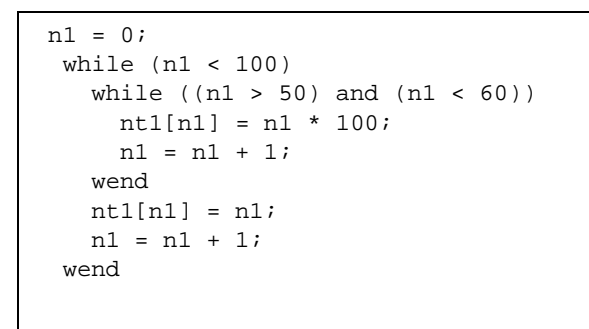 n1 = 0;
while (n1 < 100)
while ((n1 > 50) and (n1 < 60))
nt1[n1] = n1 * 100;
n1 = n1 + 1;
wend
nt1[n1] = n1;
n1 = n1 + 1;
wend